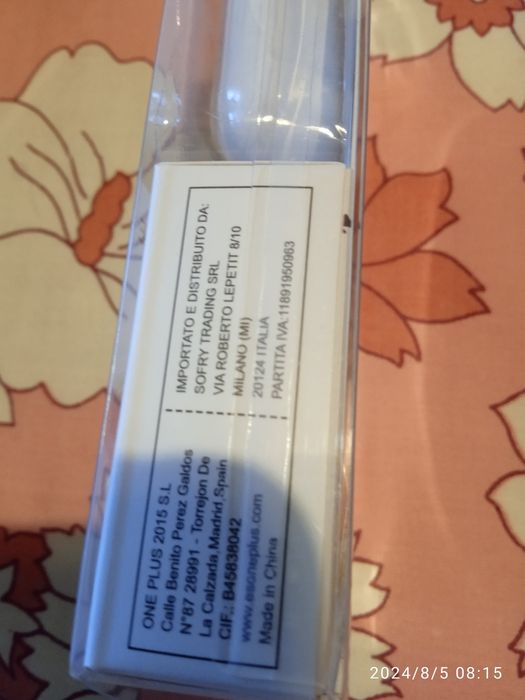 ONE PLUS 2015 S.L
Calle Benito Perez Galdos
N°87 28991 - Torrejon De
La Calzada,Madrid,Spain
CIF.: B45838042
www.esoneplus.com
Made in China
IMPORTATO E DISTRIBUITO DA:
SOFRY TRADING SRL
VIA ROBERTO LEPETIT 8/10
MILANO (MI)
20124 ITALIA
PARTITA IVA:11891950963
2024/8/5 08:15